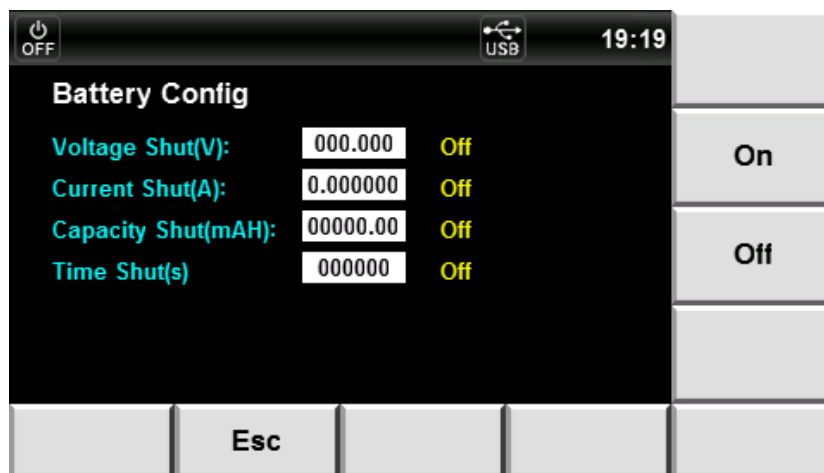 OFF USB 19:19
Battery Config
Voltage Shut(V): 000.000 Off
On
Current Shut(A): 0.000000 Off
Capacity Shut(mAH): 00000.00 Off
Off
Time Shut(s) 000000 Off
Esc